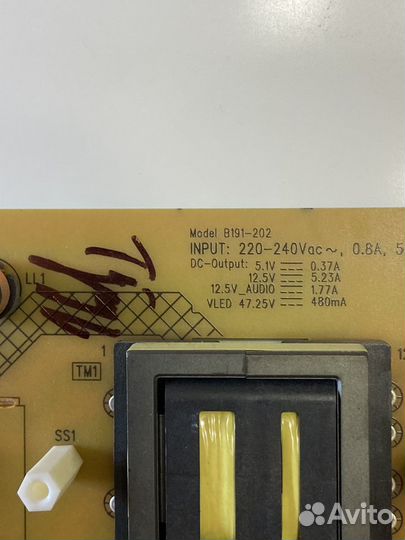 Model B191-202
INPUT: 220-240Vac~, 0.8A, 5
DC-Output: 5.1V ⎓ 0.37A
12.5V ⎓ 5.23A
12.5V_AUDIO ⎓ 1.77A
VLED 47.25V ⎓ 480mA
LL1
1
12
TM1
SS1
Avito